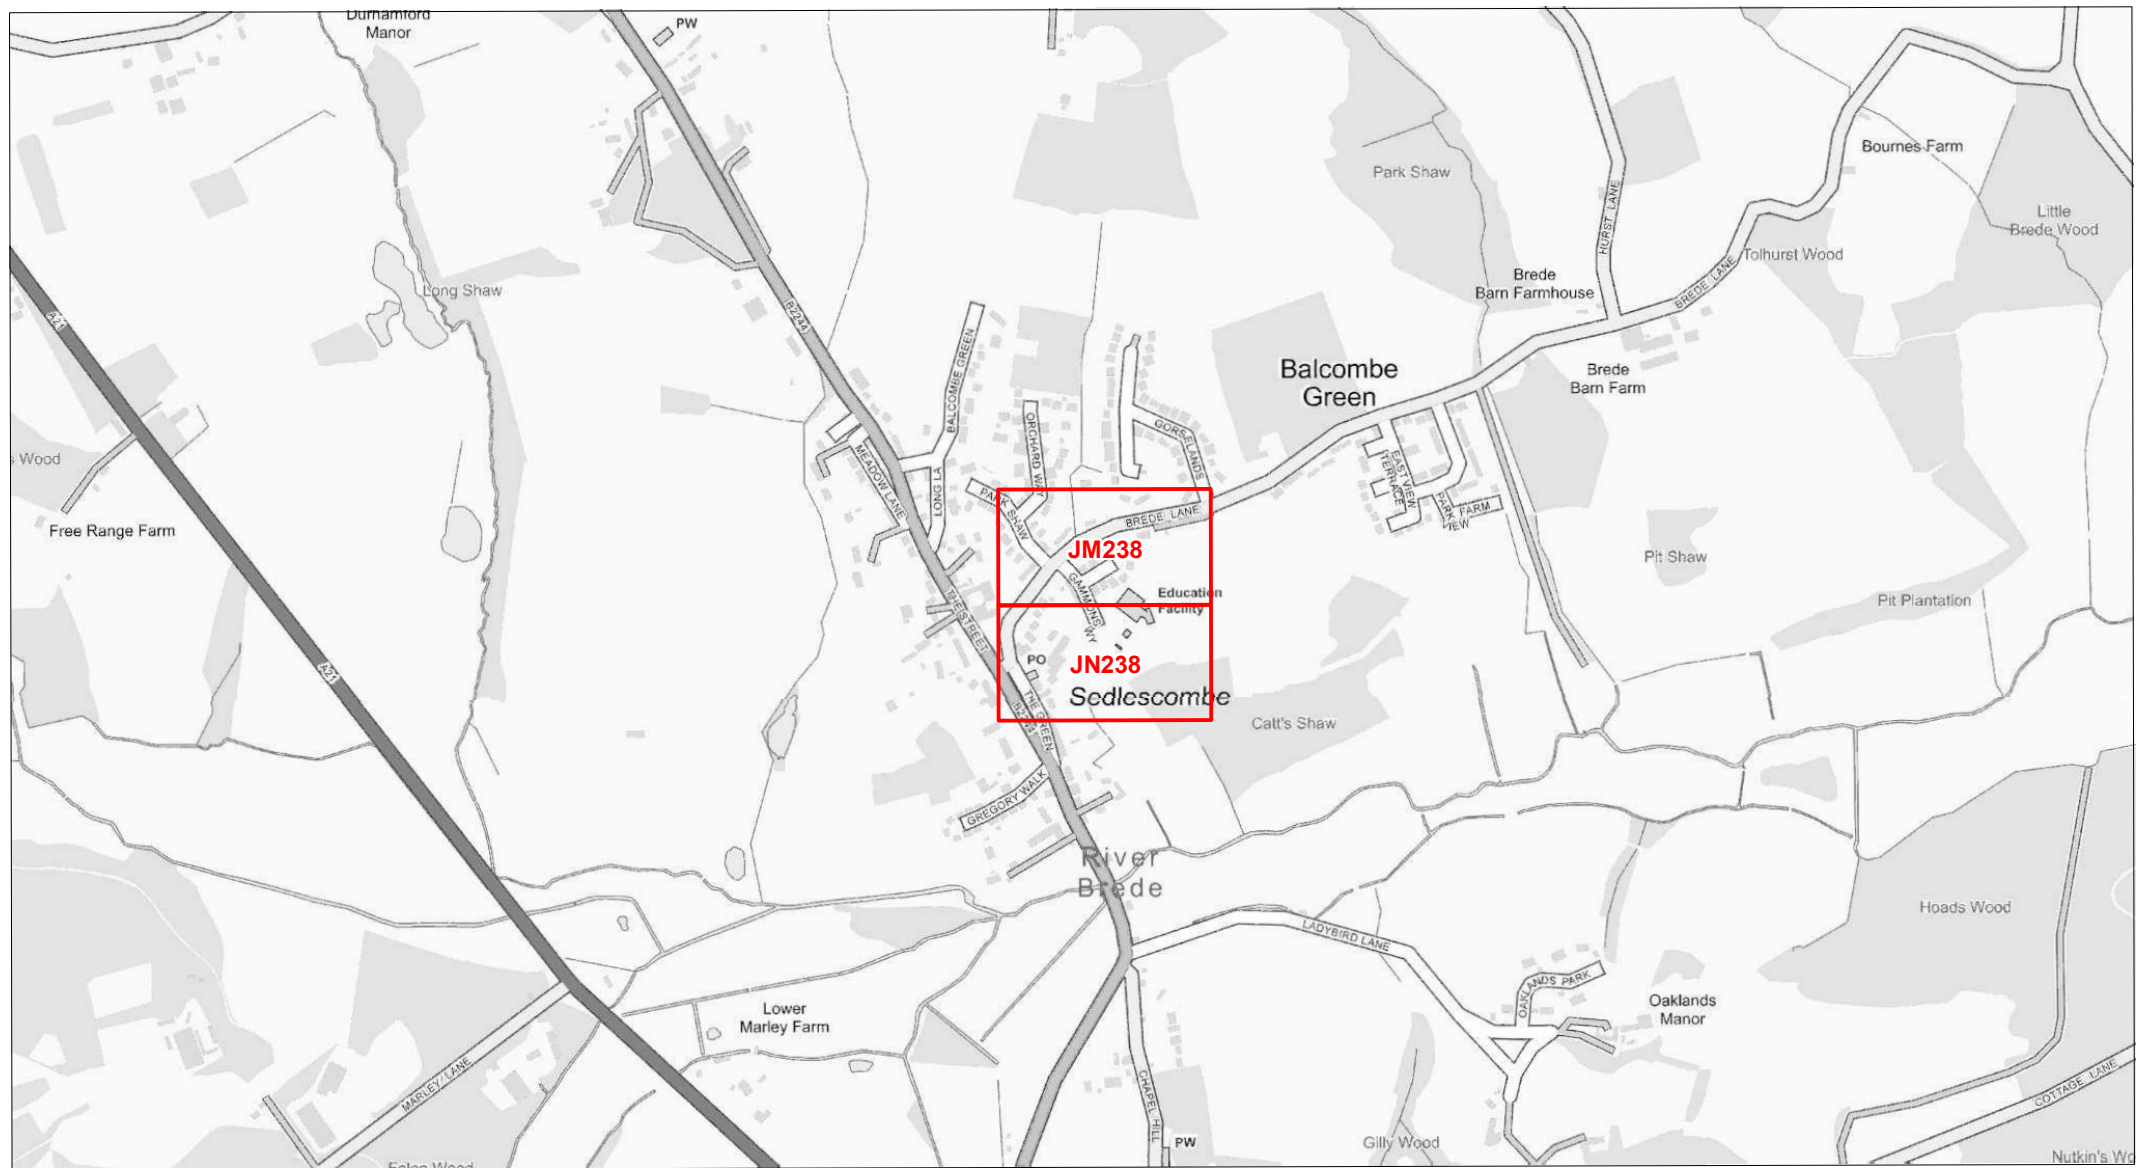 Durhamford
Manor
PW
Bournes Farm
Park Shaw
HURST LANE
Little
Brede Wood
Tolhurst Wood
Brede
Barn Farmhouse
BREDE LANE
Long Shaw
A21
B2244
BALCOMBE GREEN
Balcombe
Green
Brede
Barn Farm
ORCHARD WAY
GORSELANDS
MEADOW LANE
LONG LA
EAST VIEW
TERRACE
PARK SHAW
FARM
PARK
Wood
Free Range Farm
BREDE LANE
JM238
Pit Shaw
GAMMONS
WY
Education
Facility
Pit Plantation
THE STREET
PO
JN238
A21
Sedlescombe
THE GREEN
B2244
Catt's Shaw
GREGORY WALK
River
Brede
Hoads Wood
LADYBIRD LANE
OAKLANDS PARK
Oaklands
Manor
Lower
Marley Farm
MARLEY LANE
CHAPEL HILL
COTTAGE LANE
PW
Gilly Wood
Nutkin's